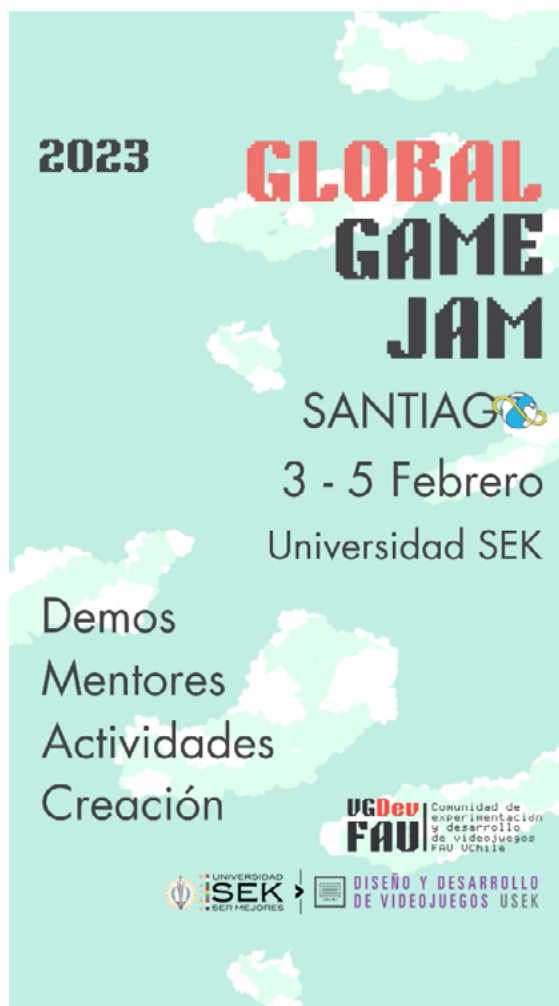 2023
GLOBAL
GAME
JAM
SANTIAG
3 - 5 Febrero
Universidad SEK
Demos
Mentores
Actividades
Creación
VGDev
FAU
Comunidad de
experimentación
y desarrollo
de videojuegos
FAU UChile
UNIVERSIDAD
SEK
SER MEJORES
DISEÑO Y DESARROLLO
DE VIDEOJUEGOS USEK